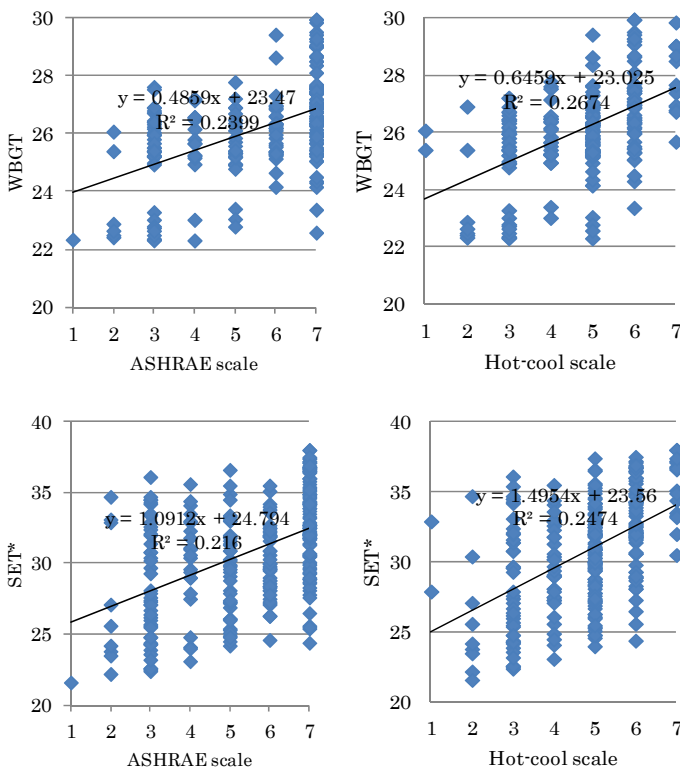 30
28
y = 0.4859x + 23.47
R² = 0.2399
26
24
22
20
WBGT
1 2 3 4 5 6 7
ASHRAE scale
30
28
y = 0.6459x + 23.025
R² = 0.2674
26
24
22
20
WBGT
1 2 3 4 5 6 7
Hot-cool scale
40
35
y = 1.0912x + 24.794
R² = 0.216
30
25
20
SET*
1 2 3 4 5 6 7
ASHRAE scale
40
35
y = 1.4954x + 23.56
R² = 0.2474
30
25
20
SET*
1 2 3 4 5 6 7
Hot-cool scale